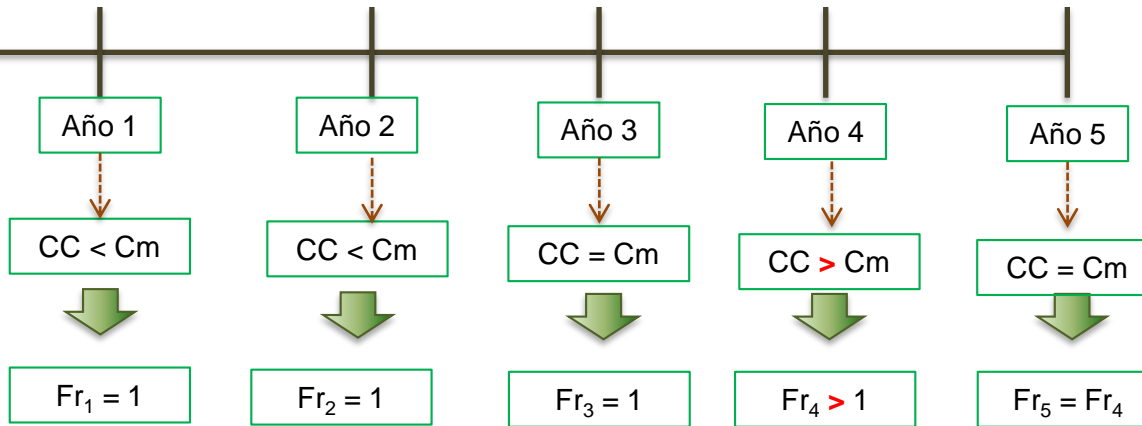 Año 1
Año 2
Año 3
Año 4
Año 5
CC < Cm
CC < Cm
CC = Cm
CC > Cm
CC = Cm
Fr₁ = 1
Fr₂ = 1
Fr₃ = 1
Fr₄ > 1
Fr₅ = Fr₄